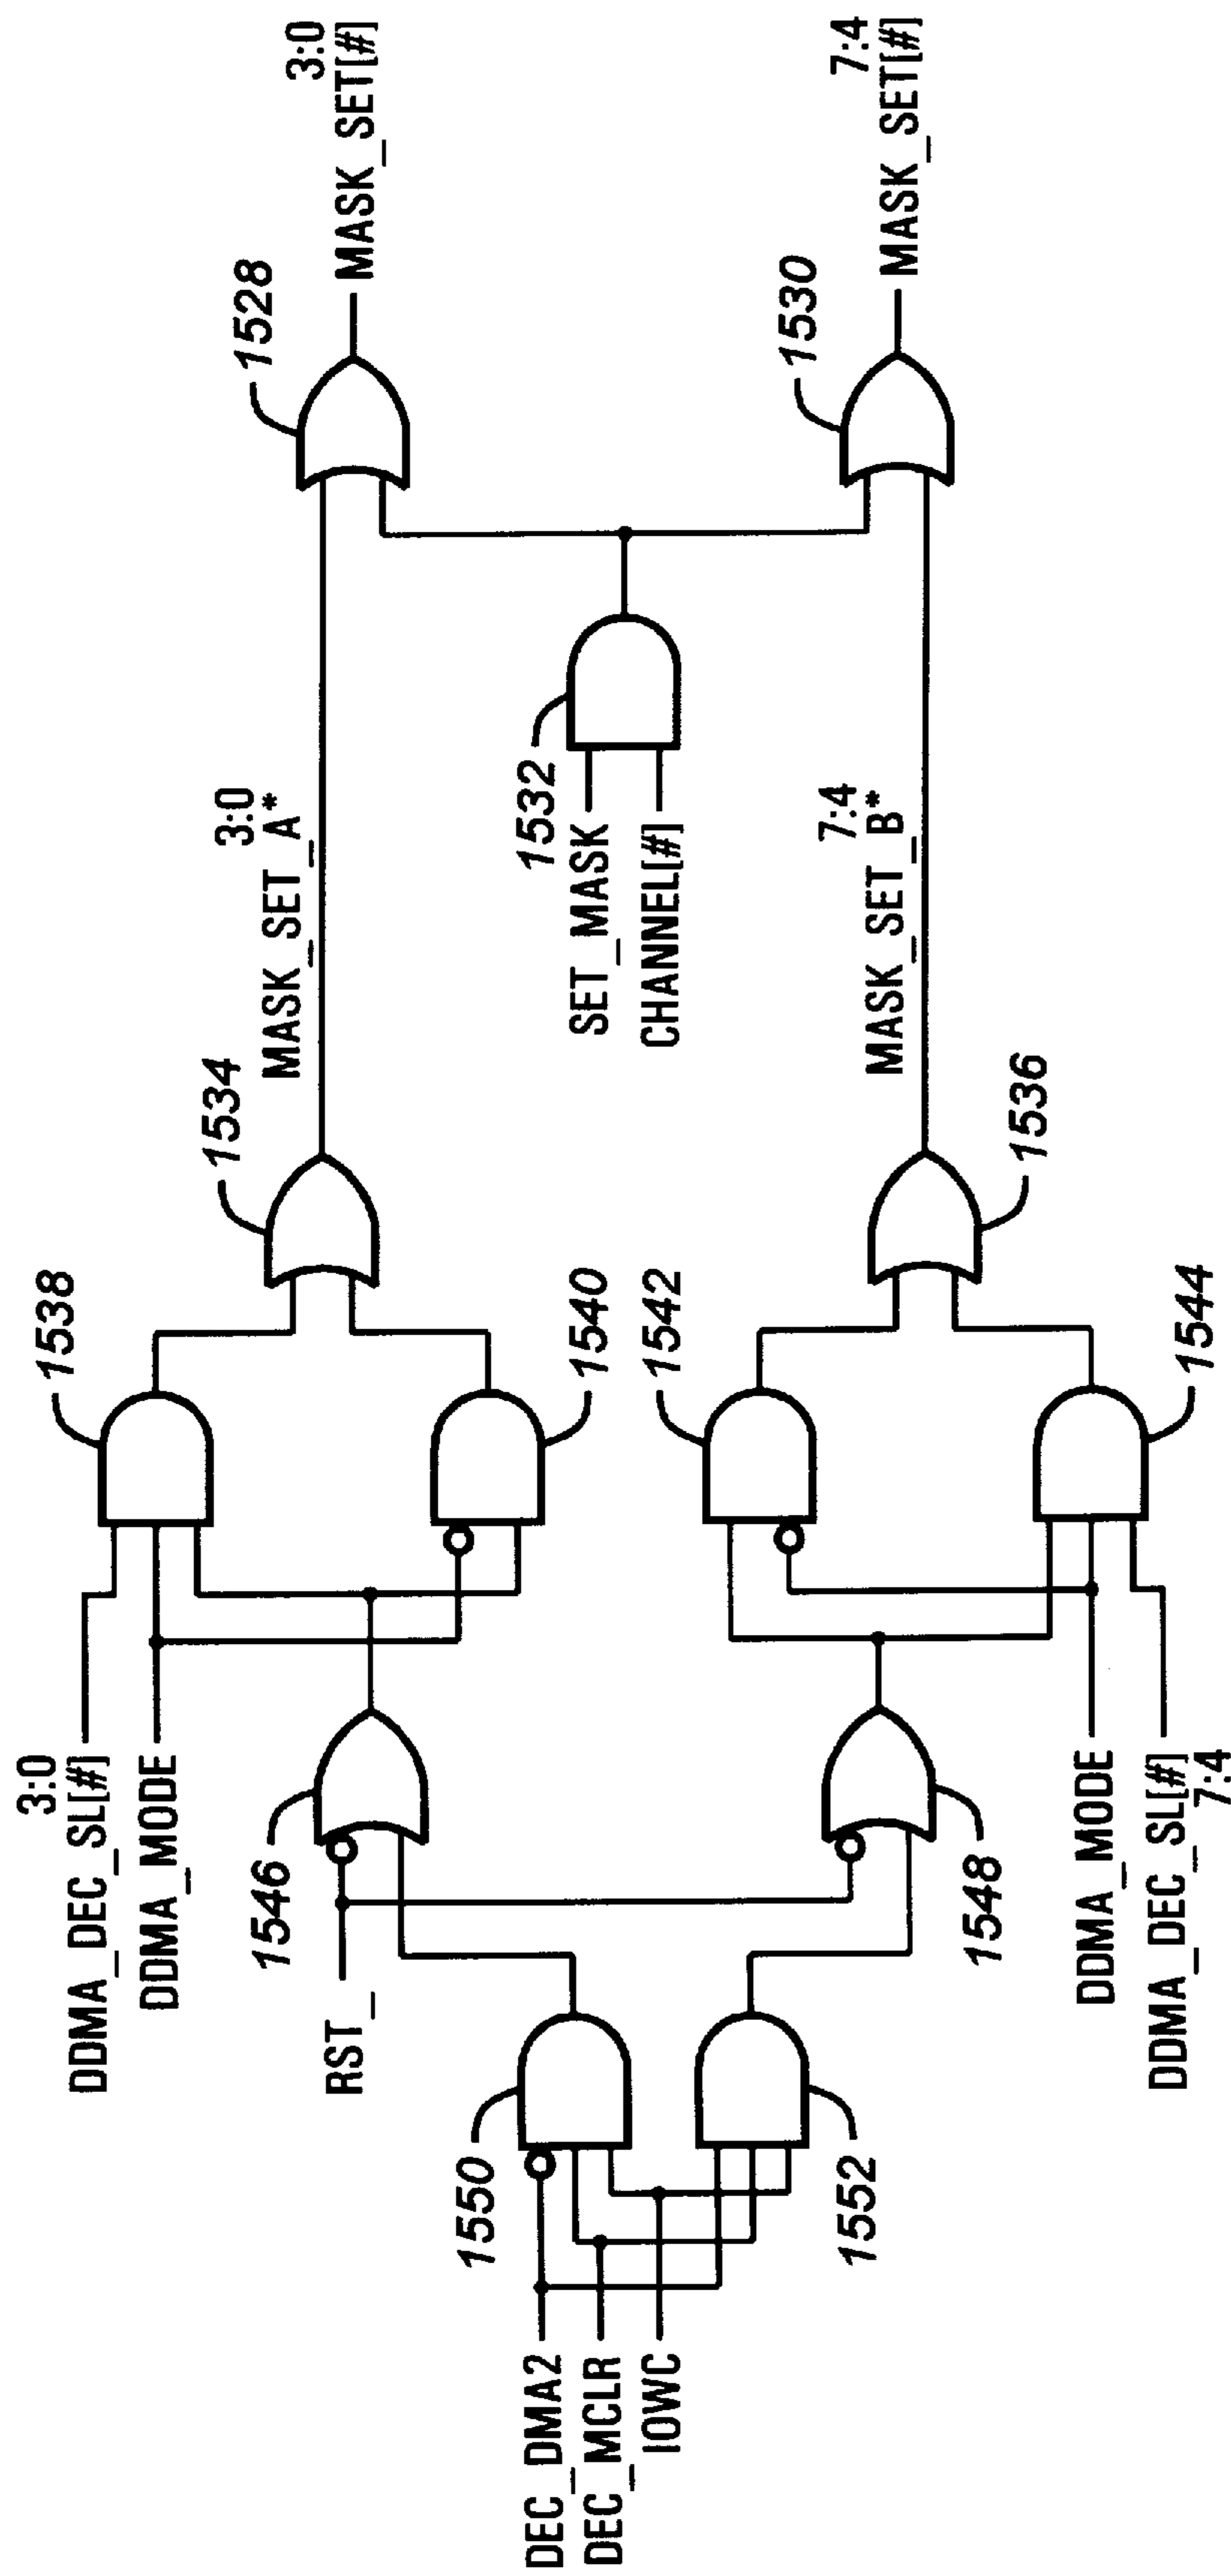 3:0
DDMA_DEC_SL[#]
DDMA_MODE
1538
1534
3:0
MASK_SET_A*
1528
3:0
MASK_SET[#]
1546
RST_
1540
1550
DEC_DMA2
DEC_MCLR
IOWC
1532
SET_MASK
CHANNEL[#]
1552
1542
7:4
MASK_SET_B*
1530
7:4
MASK_SET[#]
1548
1536
DDMA_MODE
DDMA_DEC_SL[#]
7:4
1544